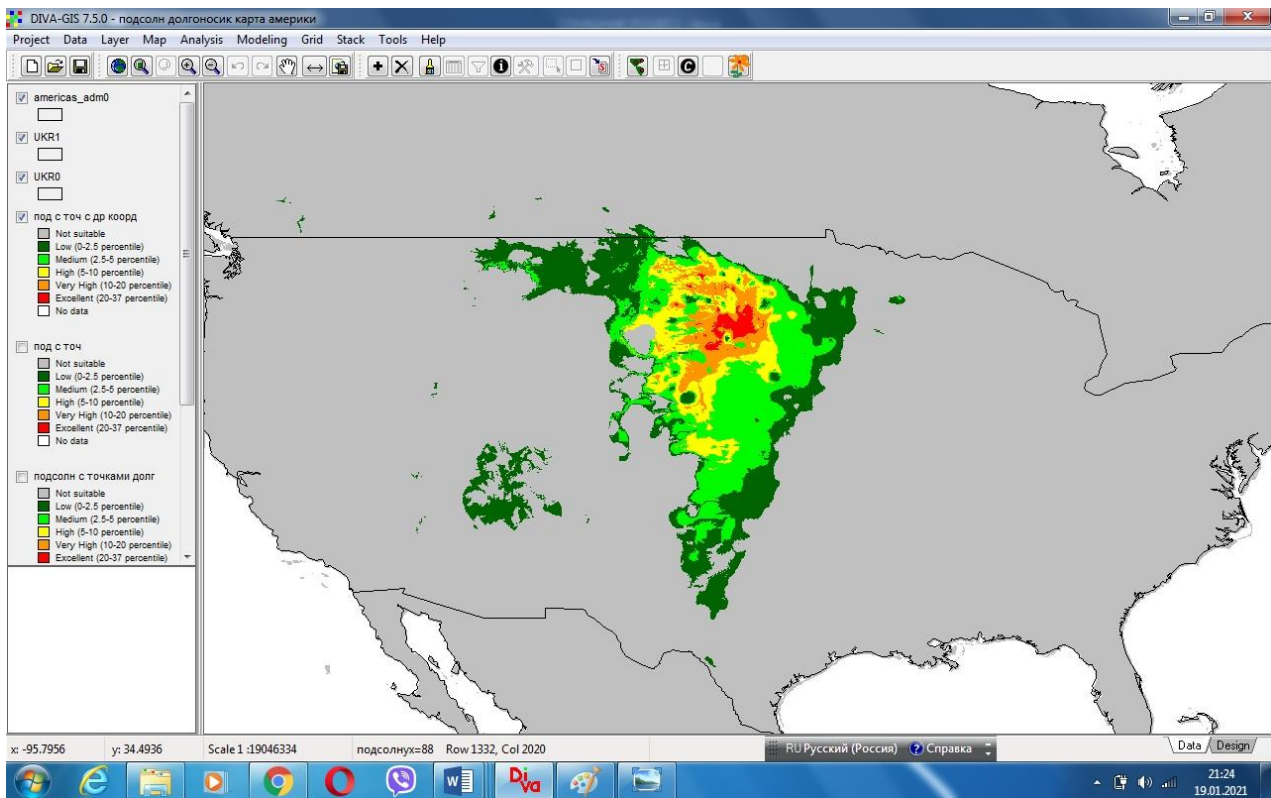 DIVA-GIS 7.5.0 - подсолн долгоносик карта америки
Project Data Layer Map Analysis Modeling Grid Stack Tools Help
americas_adm0
UKR1
UKR0
под с точ с др коорд
Not suitable
Low (0-2.5 percentile)
Medium (2.5-5 percentile)
High (5-10 percentile)
Very High (10-20 percentile)
Excellent (20-37 percentile)
No data
под с точ
Not suitable
Low (0-2.5 percentile)
Medium (2.5-5 percentile)
High (5-10 percentile)
Very High (10-20 percentile)
Excellent (20-37 percentile)
No data
подсолн с точками долг
Not suitable
Low (0-2.5 percentile)
Medium (2.5-5 percentile)
High (5-10 percentile)
Very High (10-20 percentile)
Excellent (20-37 percentile)
x: -95.7956 y: 34.4936 Scale 1 :19046334 подсолнух=88 Row 1332, Col 2020 RU Русский (Россия) Справка Data Design
Diva
21:24
19.01.2021